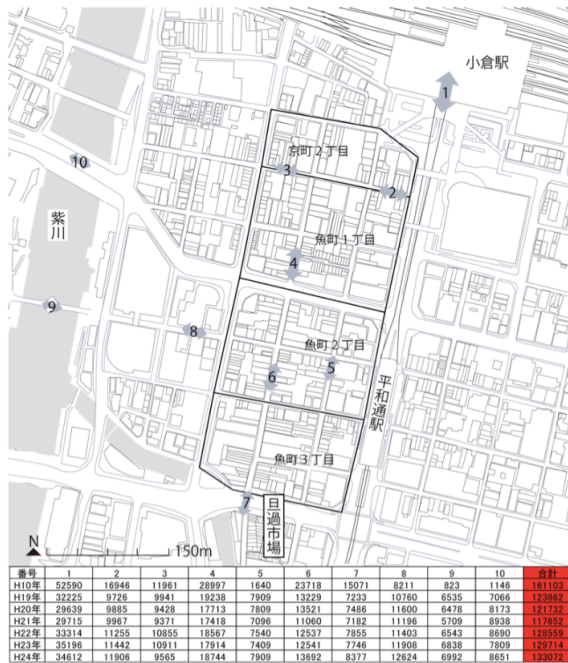 小倉駅
1
京町2丁目
10
3
2
紫川
魚町1丁目
4
9
8
魚町2丁目
6
5
平和通駅
魚町3丁目
7
旦過市場
N
150m
番号 1 2 3 4 5 6 7 8 9 10 合計
H10年 52590 16946 11961 28997 1640 23718 15071 8211 823 1146 161103
H19年 32225 9726 9941 19238 7909 13229 7233 10760 6535 7066 123862
H20年 29639 9885 9428 17713 7809 13521 7486 11600 6478 8173 121732
H21年 29715 9967 9371 17418 7096 11060 7182 11196 5709 8938 117652
H22年 33314 11255 10855 18567 7540 12537 7855 11403 6543 8690 128559
H23年 35196 11442 10911 17914 7409 12541 7746 11908 6838 7809 129714
H24年 34612 11906 9565 18744 7909 13692 8377 12624 6992 8651 133072